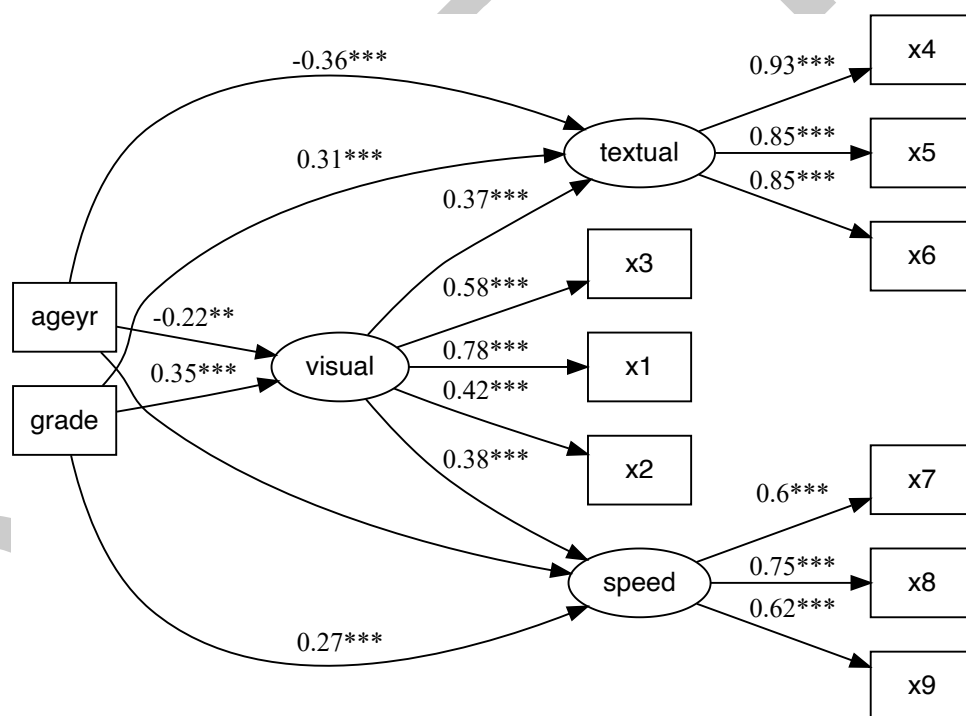 x4
-0.36***
0.93***
0.85***
x5
textual
0.31***
0.85***
0.37***
x6
x3
0.58***
ageyr
-0.22**
0.78***
x1
visual
0.35***
0.42***
grade
0.38***
x2
x7
0.6***
0.75***
x8
speed
0.62***
0.27***
x9